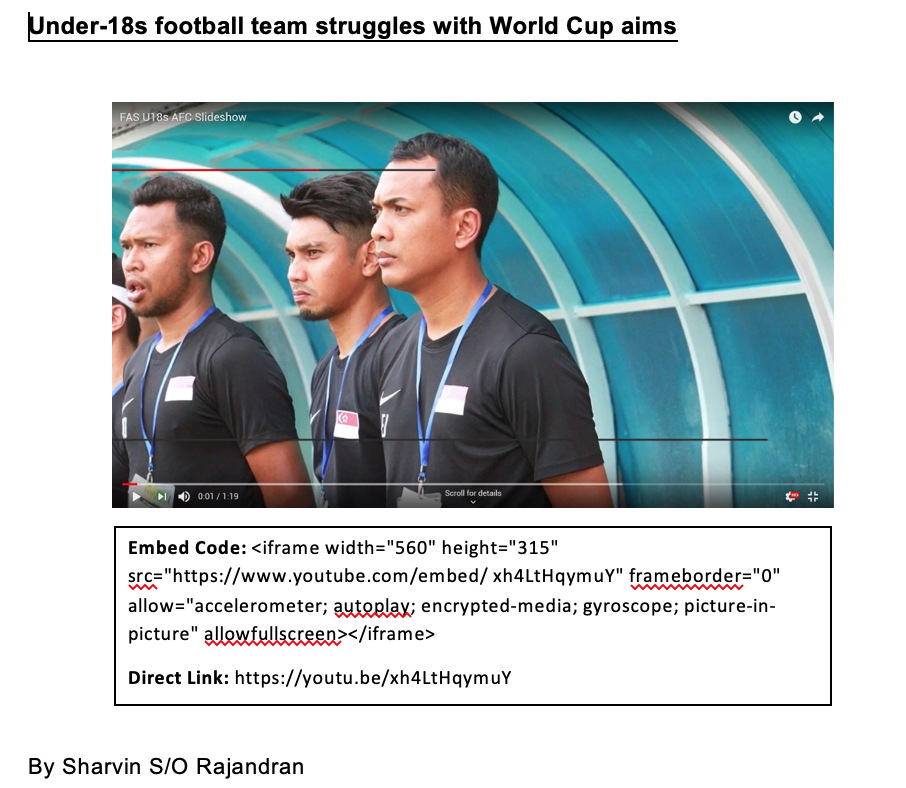 Under-18s football team struggles with World Cup aims
FAS U18s AFC Slideshow
0:01 / 1:19
Scroll for details
Embed Code: <iframe width="560" height="315"
src="https://www.youtube.com/embed/ xh4LtHqymuY" frameborder="0"
allow="accelerometer; autoplay; encrypted-media; gyroscope; picture-in-
picture" allowfullscreen></iframe>
Direct Link: https://youtu.be/xh4LtHqymuY
By Sharvin S/O Rajandran